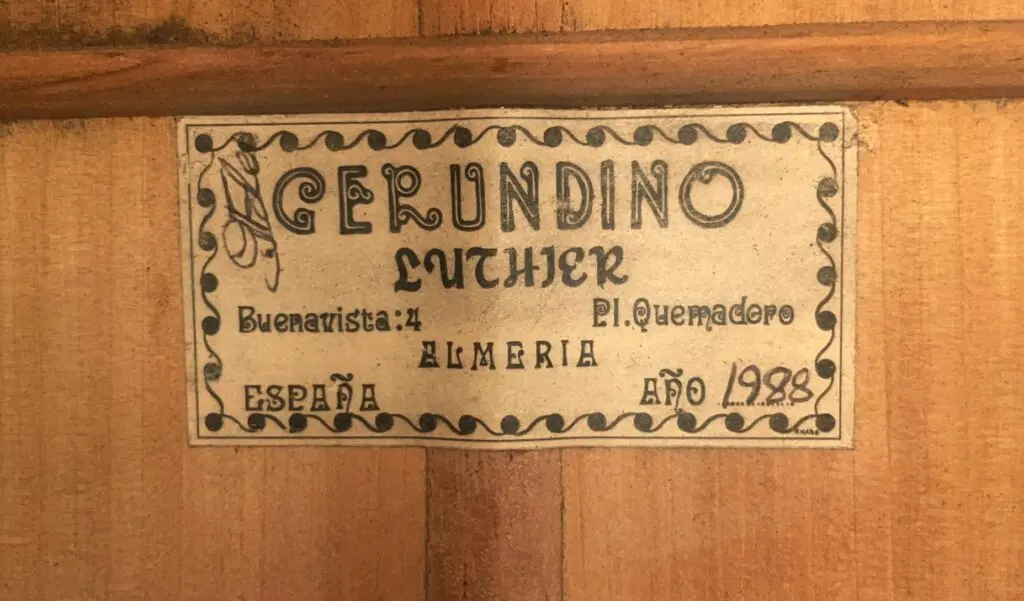 GERUNDINO
LUTHIER
Buenavista:4 Pl.Quemadero
ALMERIA
ESPAÑA AÑO 1988